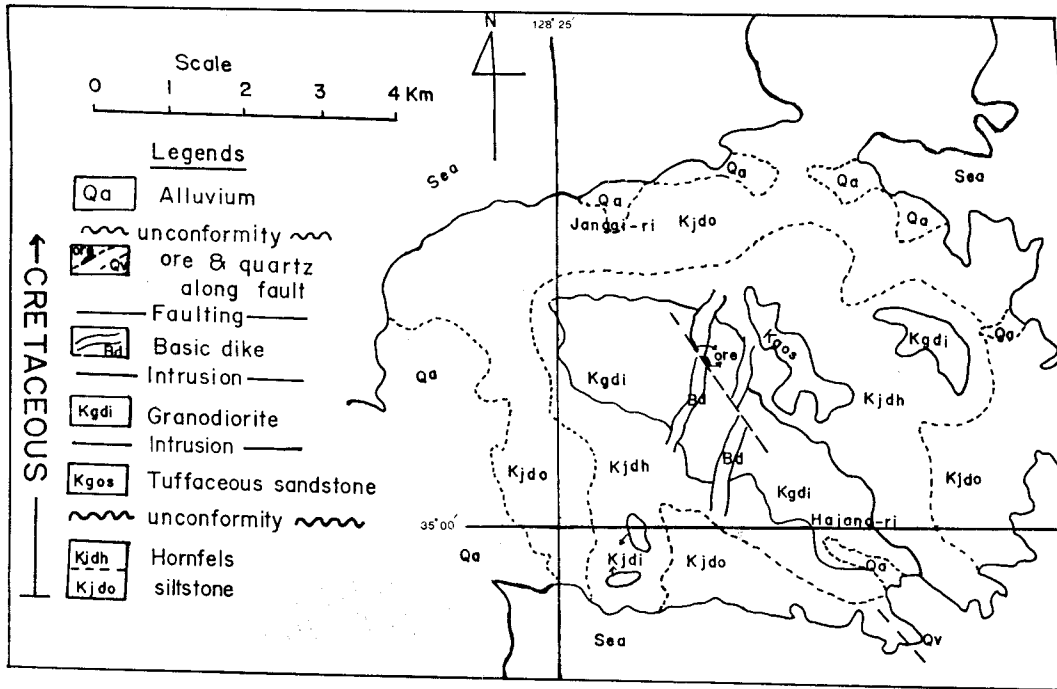 N
128° 25′
Scale
0 1 2 3 4 Km
Legends
Qa Alluvium
unconformity
ore Qv ore & quartz
along fault
Faulting
Bd Basic dike
Intrusion
Kgdi Granodiorite
Intrusion
Kgos Tuffaceous sandstone
unconformity
Kjdh Hornfels
Kjdo siltstone
CRETACEOUS
Sea
Sea
Qa
Qa
Qa
Qa
Janggi-ri
Kjdo
Qa
Qa
Kgos
Kgdi
ore
Kgdi
Bd
Kjdh
Bd
Kjdo
Kjdh
Kgdi
Kjdo
35° 00′
Hajang-ri
Qa
Kjdi
Kjdo
Qa
Sea
Qv